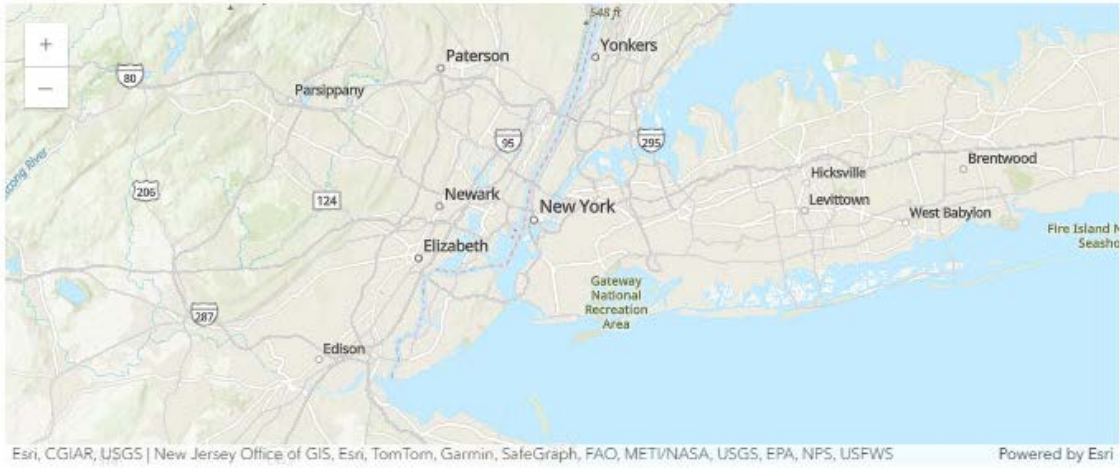 548 ft
+
Yonkers
Paterson
80
−
Parsippany
95
295
Brentwood
Hicksville
206
Newark
124
Levittown
New York
West Babylon
Fire Island N
Seasho
Elizabeth
Gateway
National
Recreation
Area
287
Edison
Esri, CGIAR, USGS | New Jersey Office of GIS, Esri, TomTom, Garmin, SafeGraph, FAO, METI/NASA, USGS, EPA, NPS, USFWS
Powered by Esri